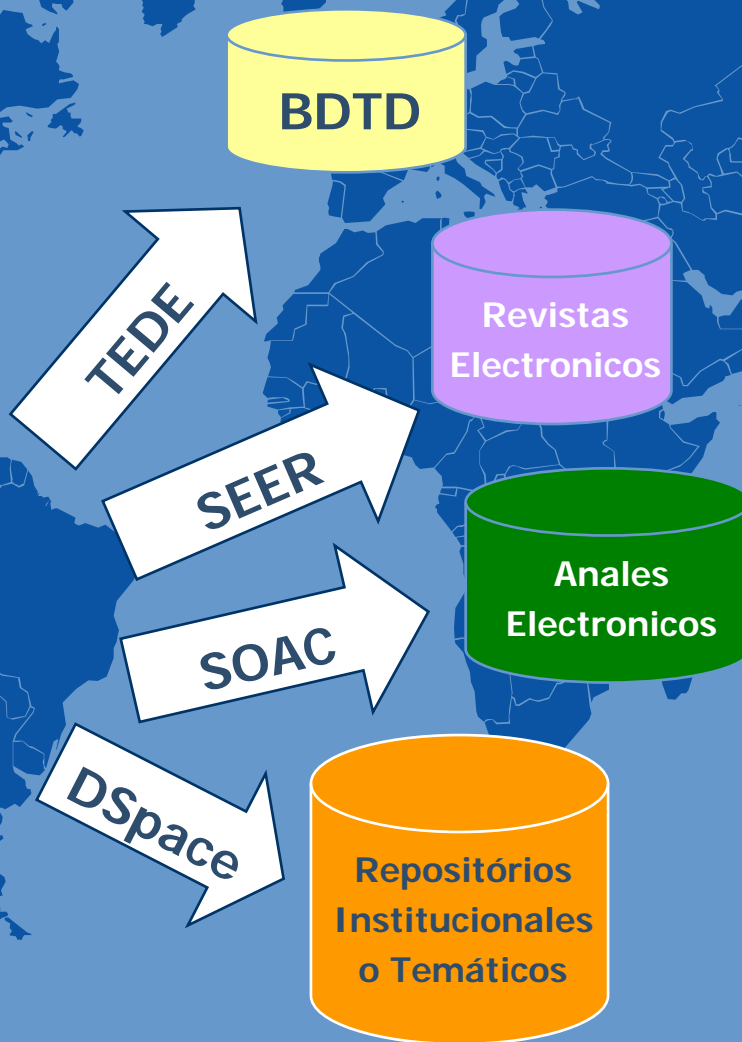 BDTD
TEDE
Revistas
Electronicos
SEER
Anales
Electronicos
SOAC
DSpace
Repositórios
Institucionales
o Temáticos